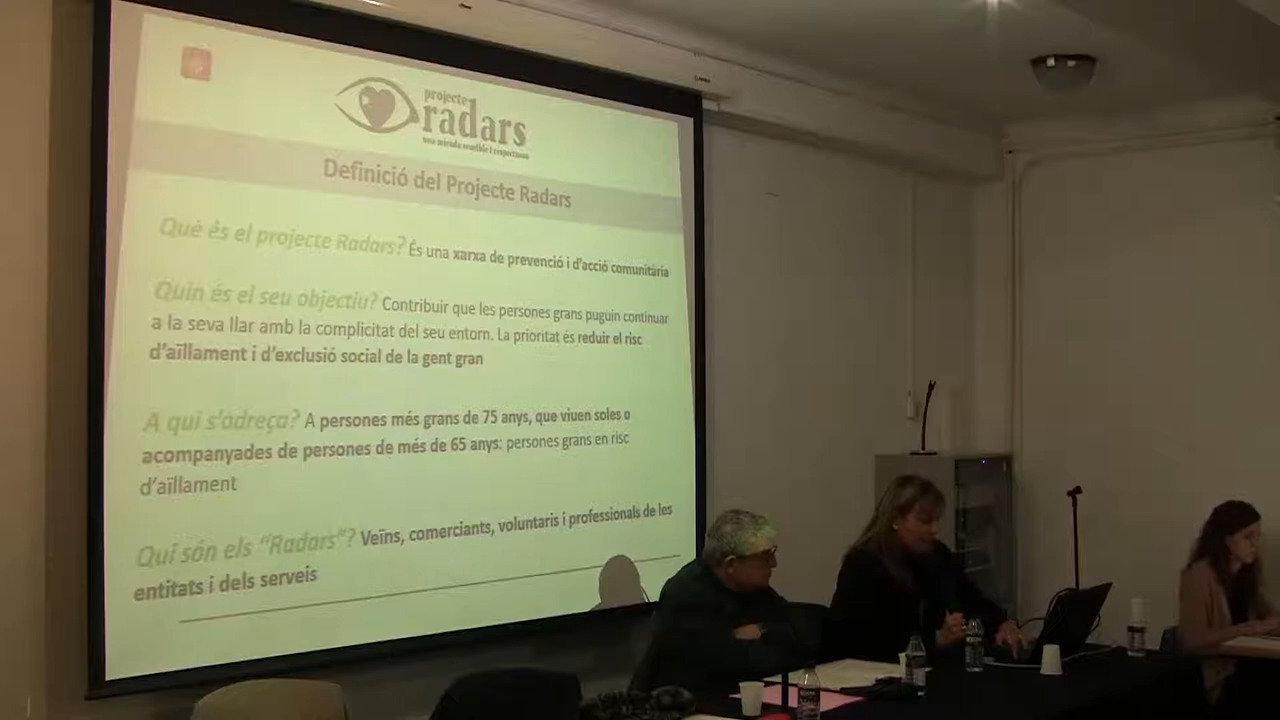 projecte
radars
una mirada sensible i respectuosa
Definició del Projecte Radars
Què és el projecte Radars? És una xarxa de prevenció i d'acció comunitària
Quin és el seu objectiu? Contribuir que les persones grans puguin continuar
a la seva llar amb la complicitat del seu entorn. La prioritat és reduir el risc
d'aïllament i d'exclusió social de la gent gran
A qui s'adreça? A persones més grans de 75 anys, que viuen soles o
acompanyades de persones de més de 65 anys: persones grans en risc
d'aïllament
Qui són els "Radars"? Veïns, comerciants, voluntaris i professionals de les
entitats i dels serveis